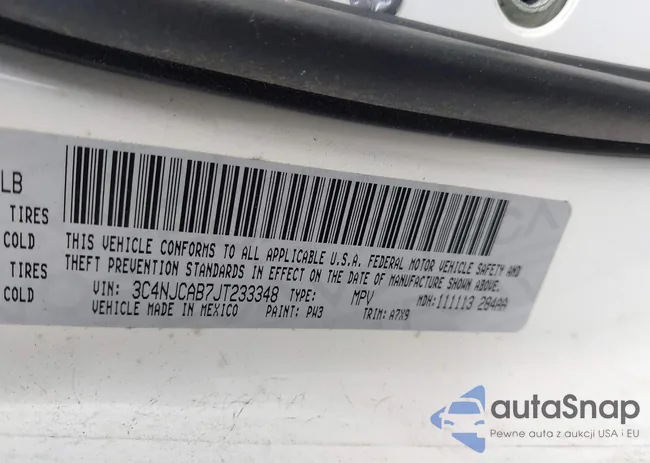 LB
TIRES
COLD
TIRES
COLD
THIS VEHICLE CONFORMS TO ALL APPLICABLE U.S.A. FEDERAL MOTOR VEHICLE SAFETY AND
THEFT PREVENTION STANDARDS IN EFFECT ON THE DATE OF MANUFACTURE SHOWN ABOVE.
VIN: 3C4NJCAB7JT233348 TYPE: MPV MDH: 111113 284AA
VEHICLE MADE IN MEXICO PAINT: PW3 TRIM: A7X9
autaSnap
Pewne auta z aukcji USA i EU